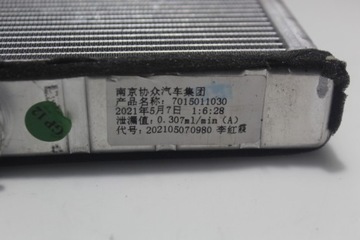 南京协众汽车集团
产品名称: 7015011030
2021年5月7日 1:6:28
泄漏值: 0.307ml/min (A)
代号: 202105070980 李红霞
GP12